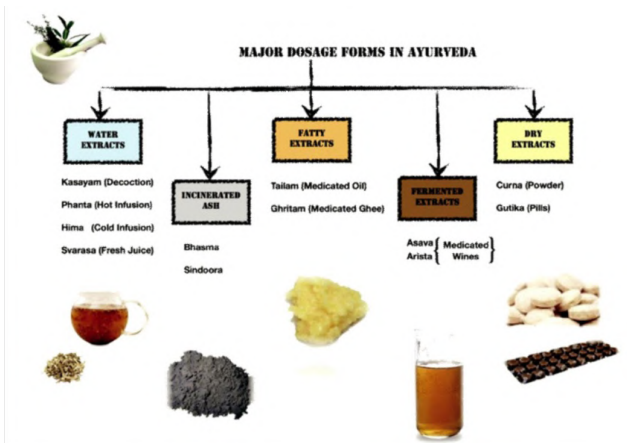 MAJOR DOSAGE FORMS IN AYURVEDA
WATER
EXTRACTS
Kasayam (Decoction)
Phanta (Hot Infusion)
Hima (Cold Infusion)
Svarasa (Fresh Juice)
INCINERATED
ASH
Bhasma
Sindoora
FATTY
EXTRACTS
Tailam (Medicated Oil)
Ghritam (Medicated Ghee)
FERMENTED
EXTRACTS
Asava { Medicated }
Arista { Wines }
DRY
EXTRACTS
Curna (Powder)
Gutika (Pills)